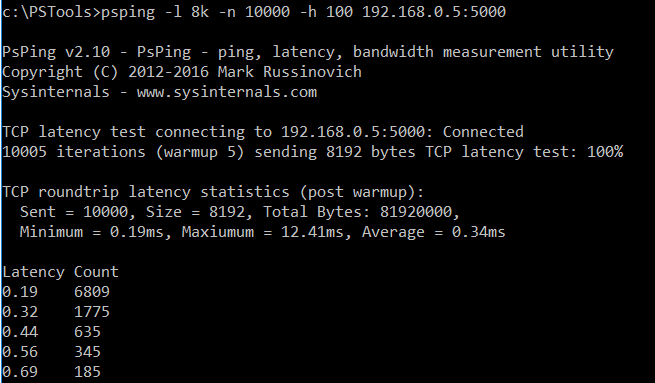 c:\PSTools>psping -l 8k -n 10000 -h 100 192.168.0.5:5000
PsPing v2.10 - PsPing - ping, latency, bandwidth measurement utility
Copyright (C) 2012-2016 Mark Russinovich
Sysinternals - www.sysinternals.com
TCP latency test connecting to 192.168.0.5:5000: Connected
10005 iterations (warmup 5) sending 8192 bytes TCP latency test: 100%
TCP roundtrip latency statistics (post warmup):
Sent = 10000, Size = 8192, Total Bytes: 81920000,
Minimum = 0.19ms, Maxiumum = 12.41ms, Average = 0.34ms
Latency Count
0.19 6809
0.32 1775
0.44 635
0.56 345
0.69 185